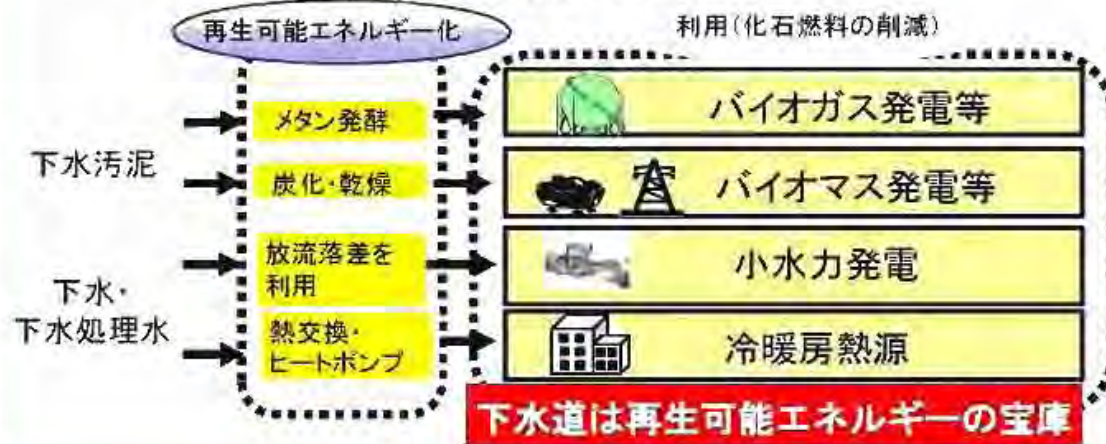 再生可能エネルギー化
利用(化石燃料の削減)
下水汚泥
メタン発酵
バイオガス発電等
炭化・乾燥
バイオマス発電等
下水・
下水処理水
放流落差を
利用
小水力発電
熱交換・
ヒートポンプ
冷暖房熱源
下水道は再生可能エネルギーの宝庫